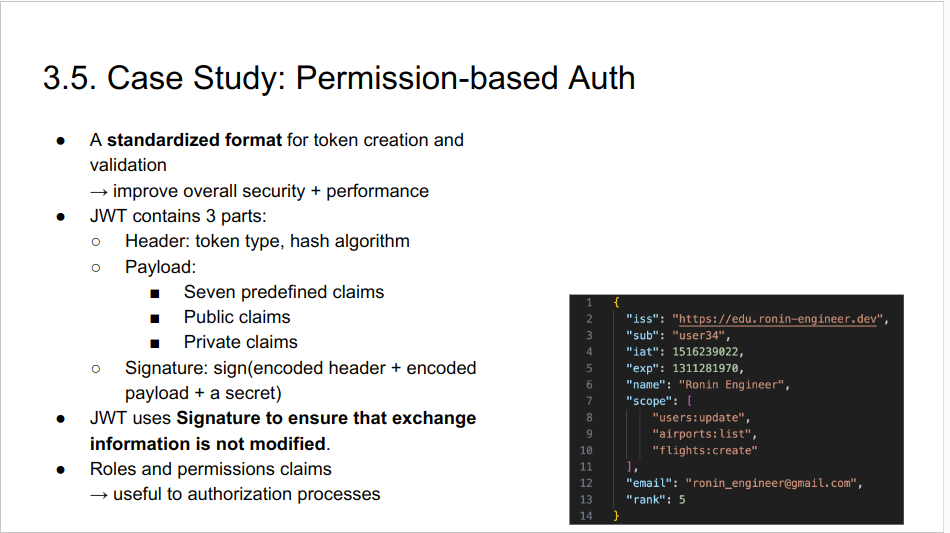 3.5. Case Study: Permission-based Auth
● A standardized format for token creation and
validation
→ improve overall security + performance
● JWT contains 3 parts:
○ Header: token type, hash algorithm
○ Payload:
■ Seven predefined claims
■ Public claims
■ Private claims
○ Signature: sign(encoded header + encoded
payload + a secret)
● JWT uses Signature to ensure that exchange
information is not modified.
● Roles and permissions claims
→ useful to authorization processes
1 {
2 "iss": "https://edu.ronin-engineer.dev",
3 "sub": "user34",
4 "iat": 1516239022,
5 "exp": 1311281970,
6 "name": "Ronin Engineer",
7 "scope": [
8 "users:update",
9 "airports:list",
10 "flights:create"
11 ],
12 "email": "ronin_engineer@gmail.com",
13 "rank": 5
14 }